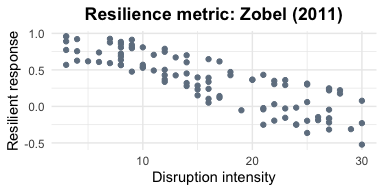 Resilience metric: Zobel (2011)
Resilient response
1.0
0.5
0.0
-0.5
10
20
30
Disruption intensity